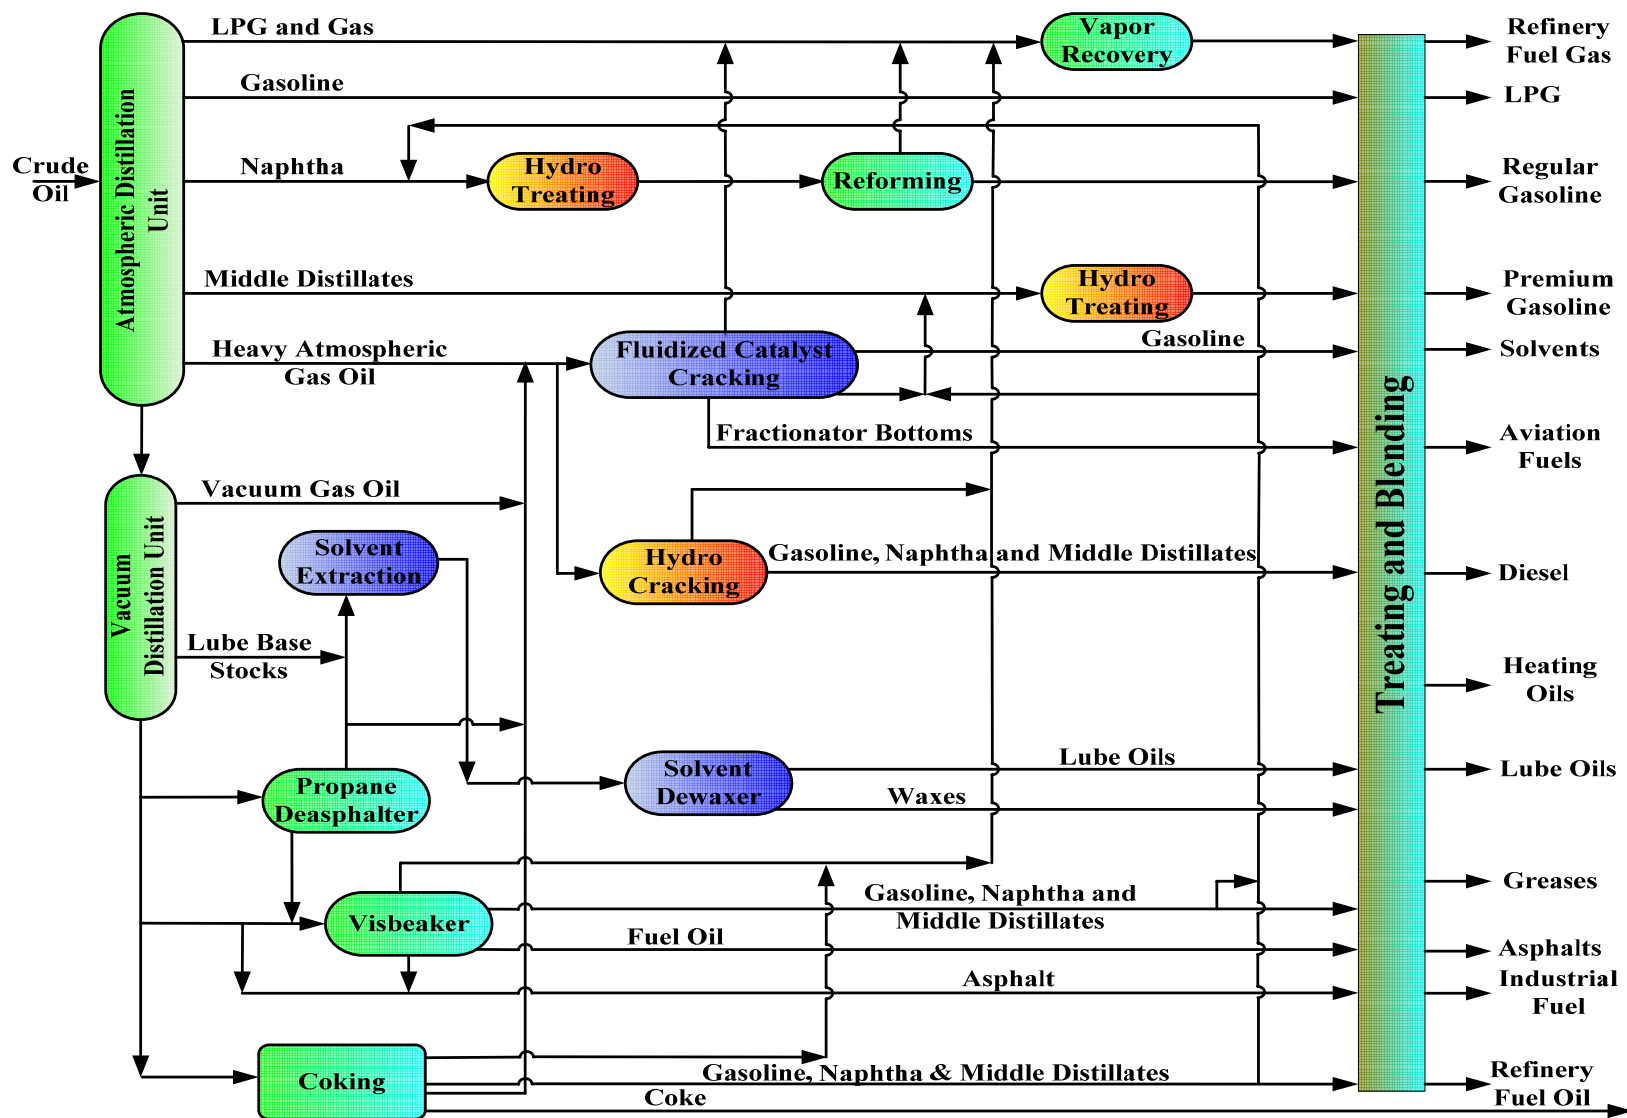 LPG and Gas
Vapor
Recovery
Refinery
Fuel Gas
Gasoline
LPG
Crude
Oil
Atmospheric Distillation
Unit
Naphtha
Hydro
Treating
Reforming
Regular
Gasoline
Middle Distillates
Hydro
Treating
Premium
Gasoline
Heavy Atmospheric
Gas Oil
Fluidized Catalyst
Cracking
Gasoline
Solvents
Fractionator Bottoms
Aviation
Fuels
Treating and Blending
Vacuum
Distillation Unit
Vacuum Gas Oil
Solvent
Extraction
Hydro
Cracking
Gasoline, Naphtha and Middle Distillates
Diesel
Lube Base
Stocks
Heating
Oils
Propane
Deasphalter
Solvent
Dewaxer
Lube Oils
Waxes
Lube Oils
Visbeaker
Gasoline, Naphtha and
Middle Distillates
Greases
Fuel Oil
Asphalts
Asphalt
Industrial
Fuel
Coking
Gasoline, Naphtha & Middle Distillates
Coke
Refinery
Fuel Oil